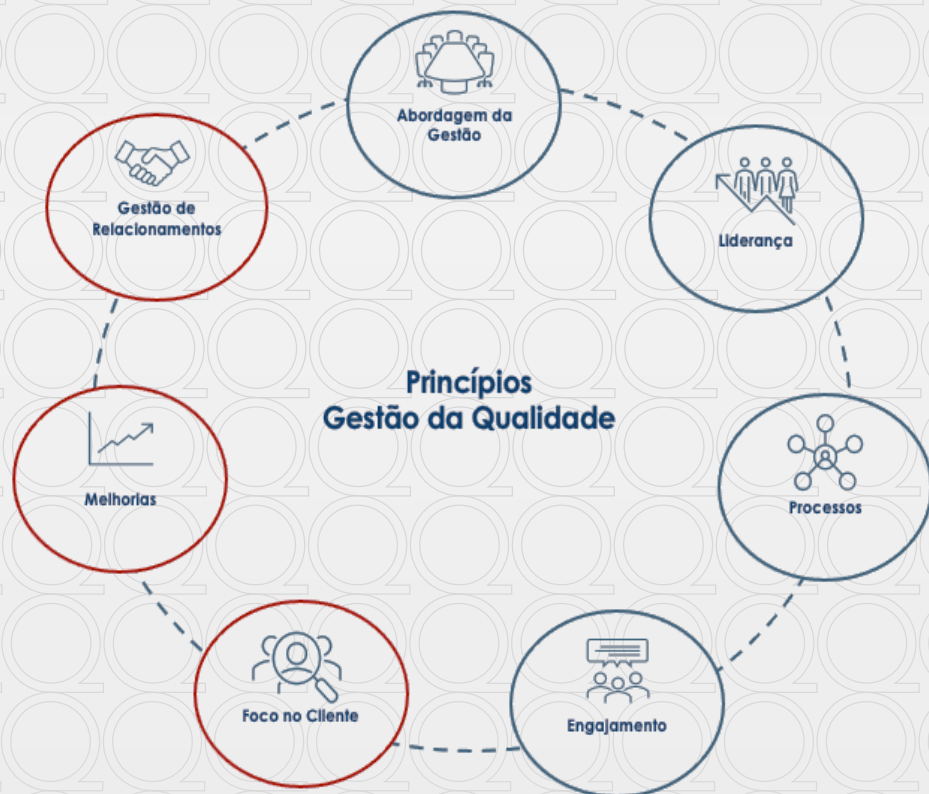 Abordagem da
Gestão
Gestão de
Relacionamentos
Liderança
Princípios
Gestão da Qualidade
Melhorias
Processos
Foco no Cliente
Engajamento